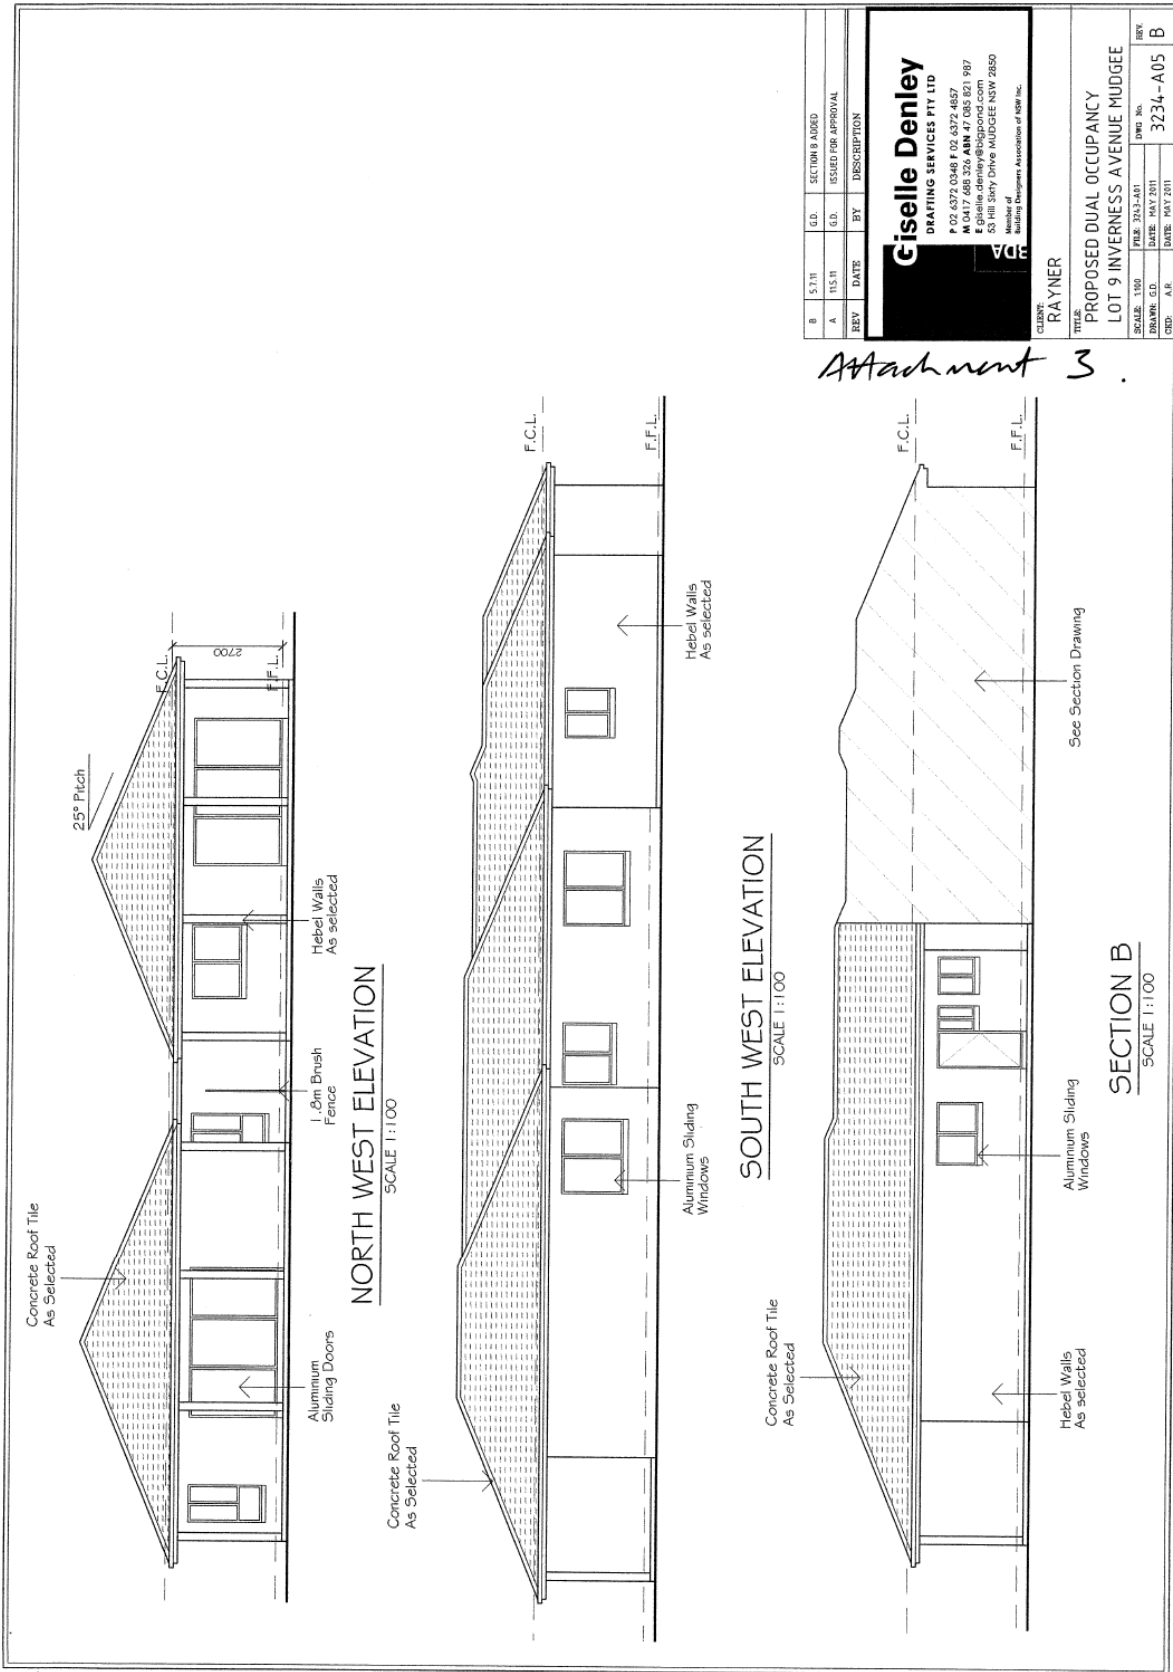 25° Pitch
Concrete Roof Tile
As Selected
F.C.L.
2700
F.F.L.
Aluminium
Sliding Doors
1.8m Brush
Fence
Hebel Walls
As selected
NORTH WEST ELEVATION
SCALE 1:100
Concrete Roof Tile
As Selected
F.C.L.
F.F.L.
Aluminium Sliding
Windows
Hebel Walls
As selected
SOUTH WEST ELEVATION
SCALE 1:100
Concrete Roof Tile
As Selected
F.C.L.
F.F.L.
Hebel Walls
As selected
Aluminium Sliding
Windows
See Section Drawing
SECTION B
SCALE 1:100
Attachment 3.
B 5.7.11 G.D. SECTION B ADDED
A 11.5.11 G.D. ISSUED FOR APPROVAL
REV DATE BY DESCRIPTION
Giselle Denley
DRAFTING SERVICES PTY LTD
P 02 6372 0348 F 02 6372 4857
M 0417 688 326 ABN 47 085 821 987
E giselle.denley@bigpond.com
53 Hill Sixty Drive MUDGEE NSW 2850
Member of
Building Designers Association of NSW Inc.
BDA
CLIENT:
RAYNER
TITLE:
PROPOSED DUAL OCCUPANCY
LOT 9 INVERNESS AVENUE MUDGEE
SCALE: 1:100 FILE: 3243-A01 DWG No. REV.
DRAWN: G.D. DATE: MAY 2011 3234-A05 B
CKD: A.R. DATE: MAY 2011